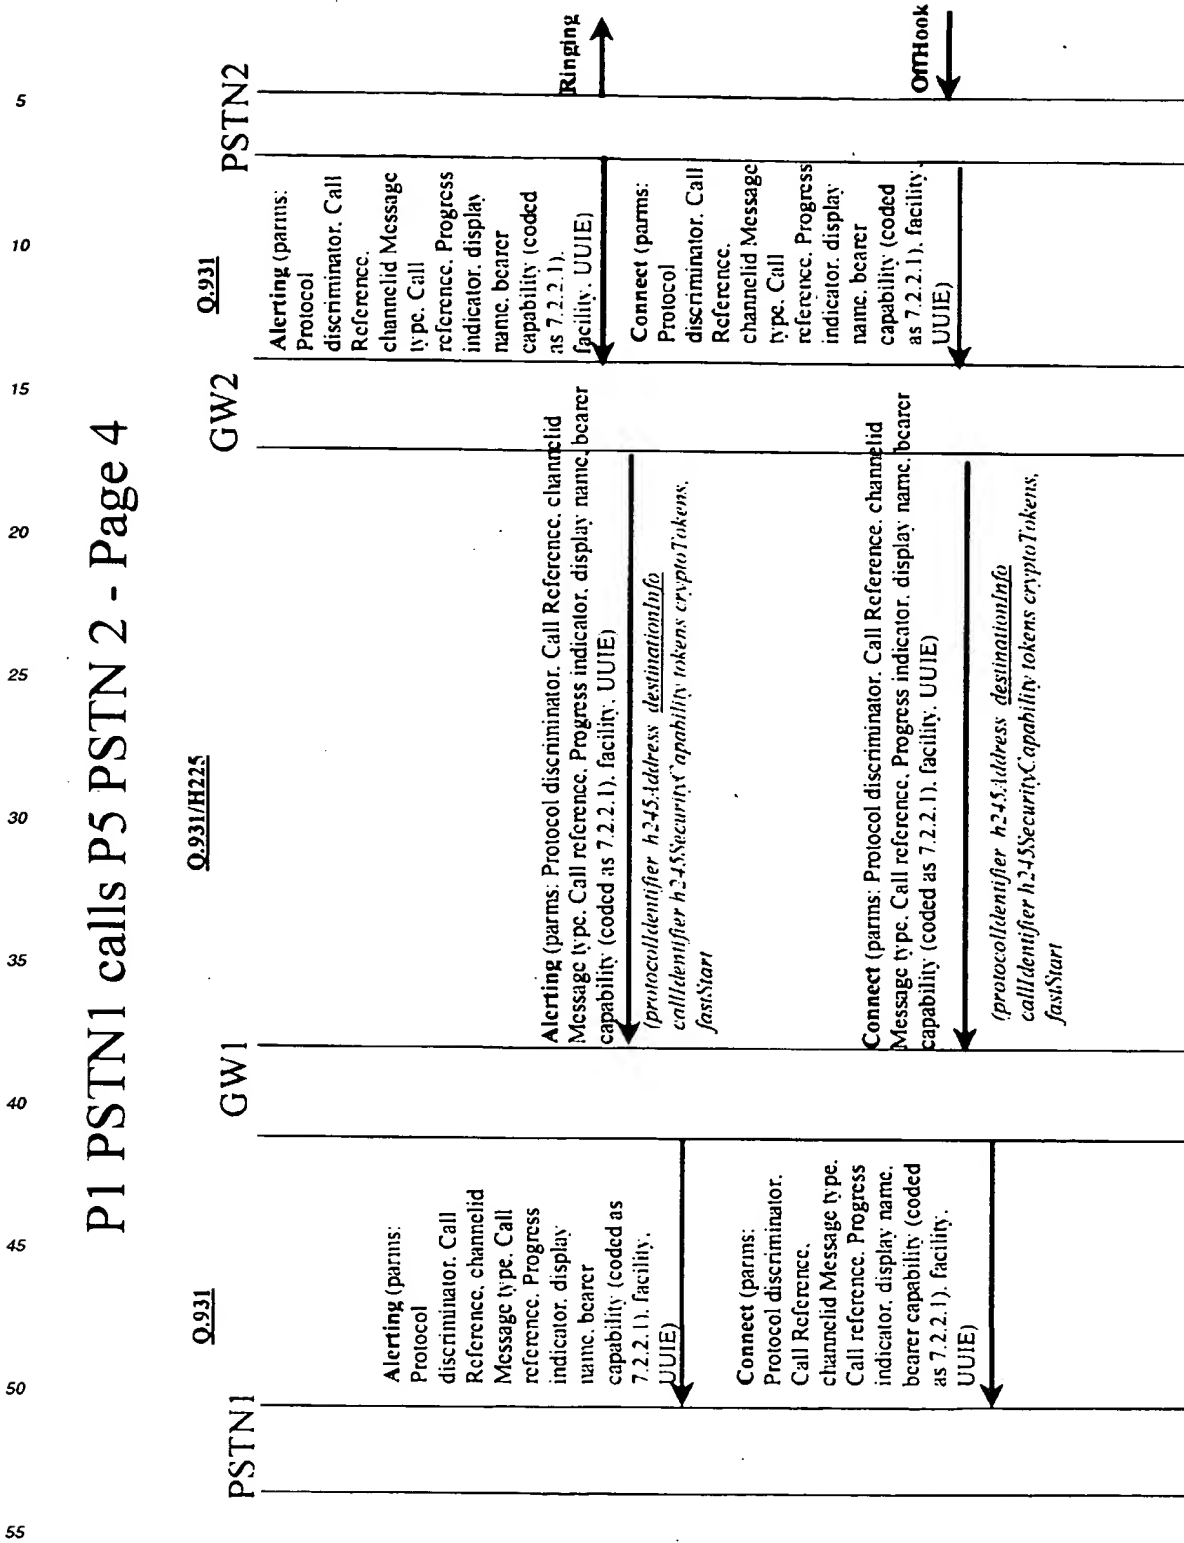 P1 PSTN1 calls P5 PSTN 2 - Page 4
Q.931
Q.931/H225
Q.931
PSTN1
GW1
GW2
PSTN2
Alerting (parms:
Protocol
discriminator. Call
Reference. channelid
Message type. Call
reference. Progress
indicator. display
name. bearer
capability (coded as
7.2.2.1). facility.
UUIE)
Connect (parms:
Protocol discriminator.
Call Reference.
channelid Message type.
Call reference. Progress
indicator. display name.
bearer capability (coded
as 7.2.2.1). facility.
UUIE)
Alerting (parms: Protocol discriminator. Call Reference. channelid
Message type. Call reference. Progress indicator. display name. bearer
capability (coded as 7.2.2.1). facility. UUIE)
(protocolIdentifier h245Address destinationInfo
callIdentifier h245SecurityCapability tokens cryptoTokens.
fastStart
Connect (parms: Protocol discriminator. Call Reference. channelid
Message type. Call reference. Progress indicator. display name. bearer
capability (coded as 7.2.2.1). facility. UUIE)
(protocolIdentifier h245Address destinationInfo
callIdentifier h245SecurityCapability tokens cryptoTokens.
fastStart
Alerting (parms:
Protocol
discriminator. Call
Reference.
channelid Message
type. Call
reference. Progress
indicator. display
name. bearer
capability (coded
as 7.2.2.1).
facility. UUIE)
Connect (parms:
Protocol
discriminator. Call
Reference.
channelid Message
type. Call
reference. Progress
indicator. display
name. bearer
capability (coded
as 7.2.2.1). facility.
UUIE)
Ringing
OffHook
5
10
15
20
25
30
35
40
45
50
55